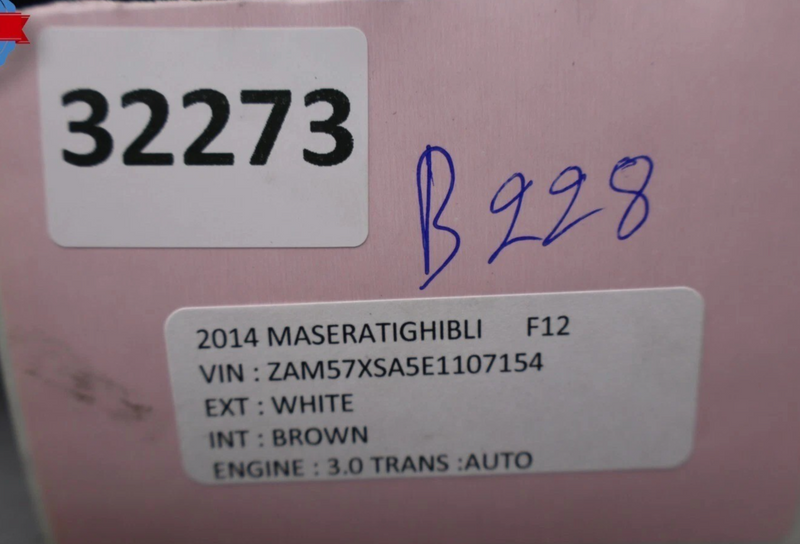 32273
B228
2014 MASERATIGHIBLI F12
VIN : ZAM57XSA5E1107154
EXT : WHITE
INT : BROWN
ENGINE : 3.0 TRANS :AUTO